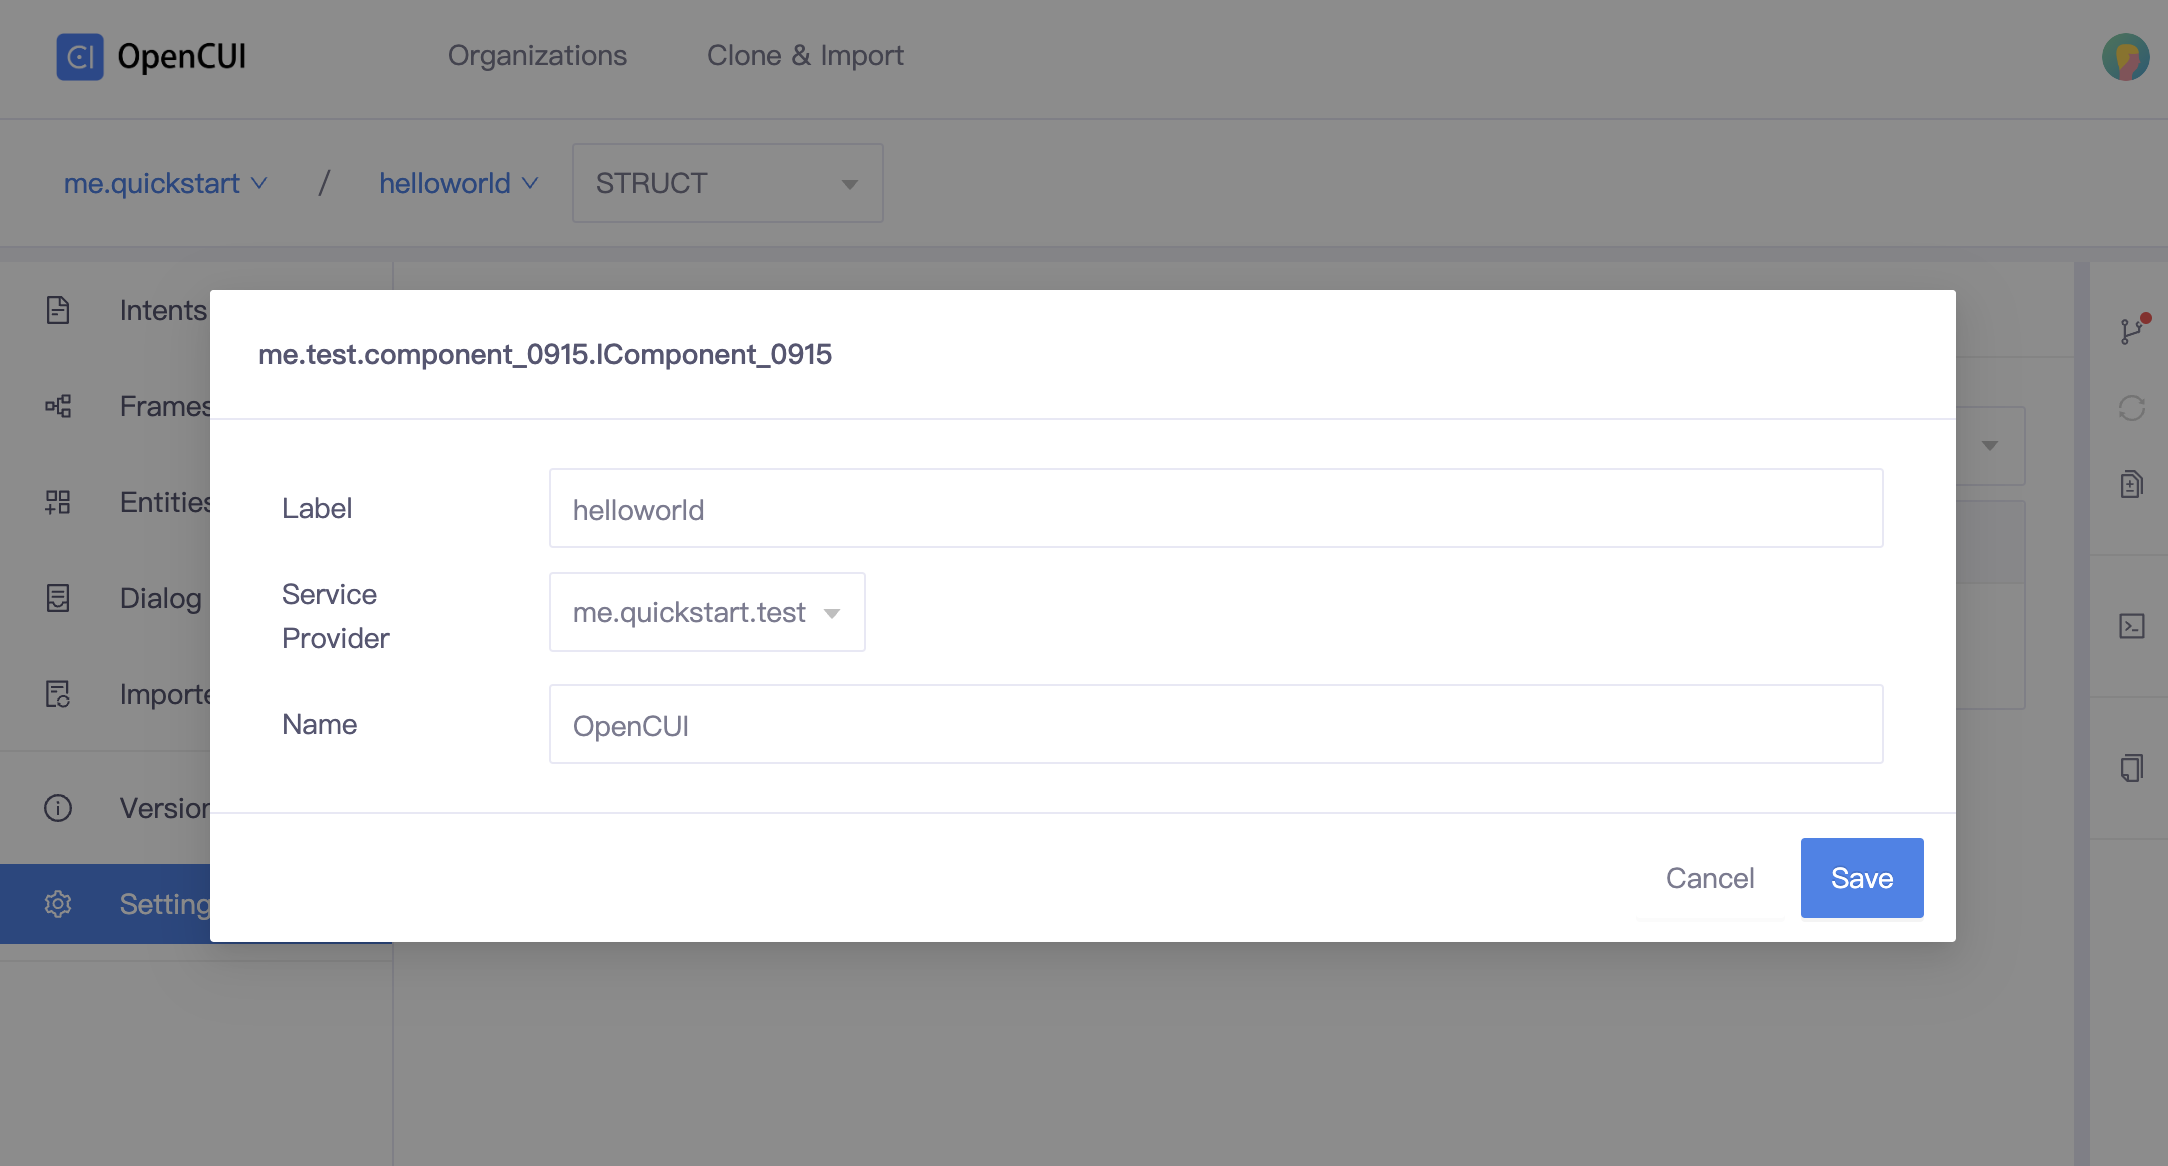 OpenCUI
Organizations
Clone & Import
me.quickstart
/
helloworld
STRUCT
Intents
Frames
Entities
Dialog
Importe
Version
Setting
me.test.component_0915.IComponent_0915
Label
helloworld
Service
Provider
me.quickstart.test
Name
OpenCUI
Cancel
Save